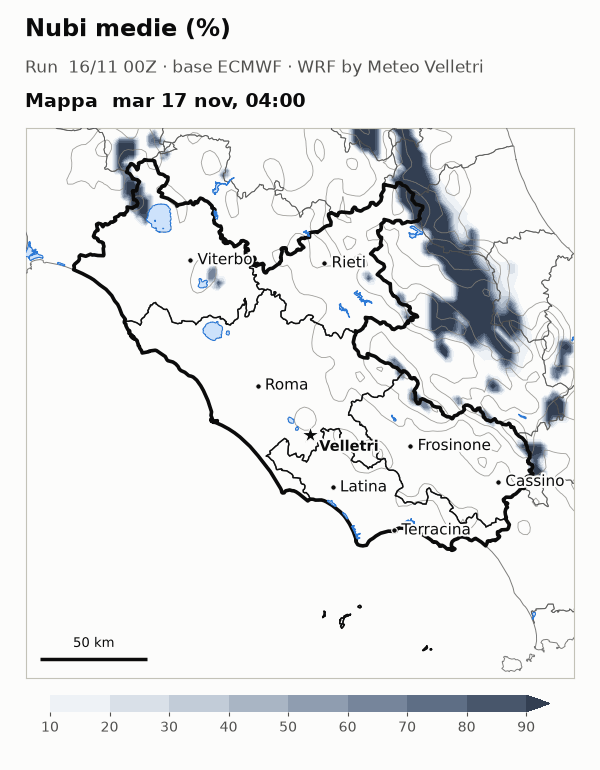 Nubi medie (%)
Run  16/11 00Z · base ECMWF · WRF by Meteo Velletri
Mappa  mar 17 nov, 04:00
Viterbo
Rieti
Roma
Velletri
Frosinone
Cassino
Latina
Terracina
50 km
10 20 30 40 50 60 70 80 90